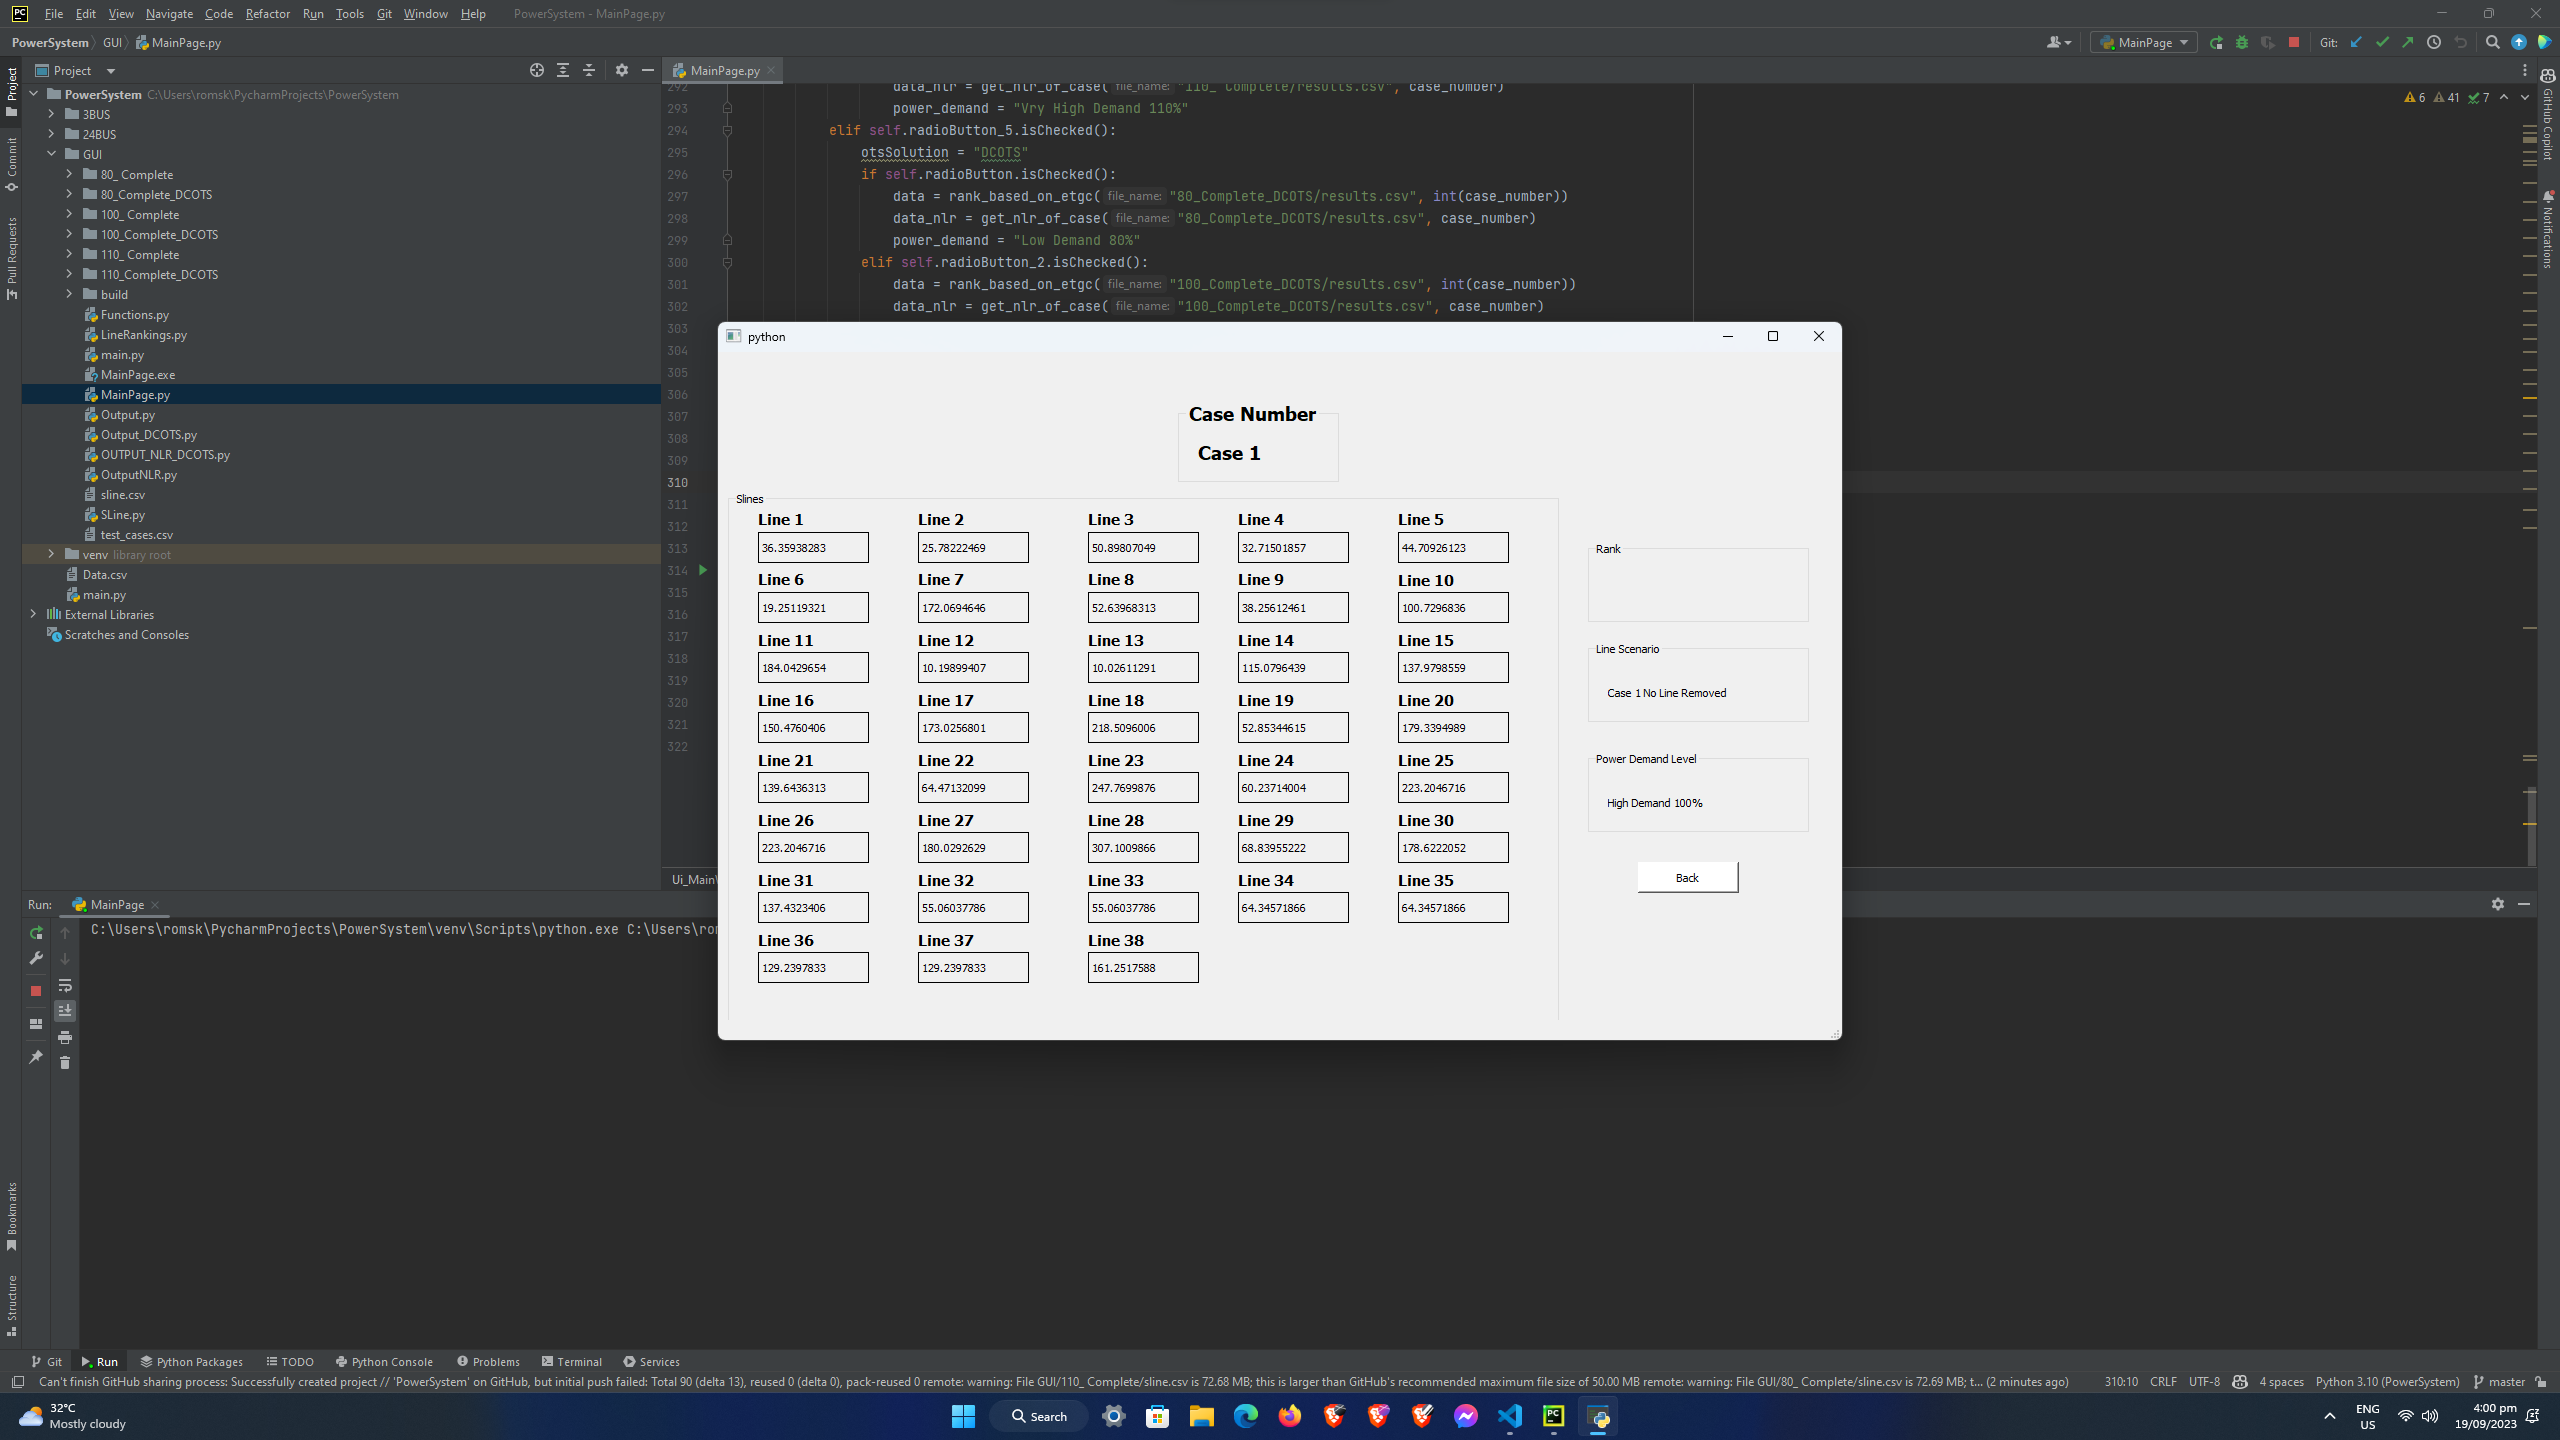 File Edit View Navigate Code Refactor Run Tools Git Window Help PowerSystem - MainPage.py
PowerSystem GUI MainPage.py MainPage Git:
Project MainPage.py
PowerSystem C:\Users\romsk\PycharmProjects\PowerSystem
3BUS
24BUS
GUI
80_ Complete
80_Complete_DCOTS
100_ Complete
100_Complete_DCOTS
110_ Complete
110_Complete_DCOTS
build
Functions.py
LineRankings.py
main.py
MainPage.exe
MainPage.py
Output.py
Output_DCOTS.py
OUTPUT_NLR_DCOTS.py
OutputNLR.py
sline.csv
SLine.py
test_cases.csv
venv library root
Data.csv
main.py
External Libraries
Scratches and Consoles
Project
Commit
Pull Requests
Bookmarks
Structure
GitHub Copilot
Notifications
6 41 7
292 data_nlr = get_nlr_of_case( file_name: "110_ Complete/results.csv", case_number)
293 power_demand = "Vry High Demand 110%"
294 elif self.radioButton_5.isChecked():
295 otsSolution = "DCOTS"
296 if self.radioButton.isChecked():
297 data = rank_based_on_etgc( file_name: "80_Complete_DCOTS/results.csv", int(case_number))
298 data_nlr = get_nlr_of_case( file_name: "80_Complete_DCOTS/results.csv", case_number)
299 power_demand = "Low Demand 80%"
300 elif self.radioButton_2.isChecked():
301 data = rank_based_on_etgc( file_name: "100_Complete_DCOTS/results.csv", int(case_number))
302 data_nlr = get_nlr_of_case( file_name: "100_Complete_DCOTS/results.csv", case_number)
303
304
305
306
307
308
309
310
311
312
313
314
315
316
317
318
319
320
321
322
python
Case Number
Case 1
Slines
Line 1 Line 2 Line 3 Line 4 Line 5
36.35938283 25.78222469 50.89807049 32.71501857 44.70926123
Line 6 Line 7 Line 8 Line 9 Line 10
19.25119321 172.0694646 52.63968313 38.25612461 100.7296836
Line 11 Line 12 Line 13 Line 14 Line 15
184.0429654 10.19899407 10.02611291 115.0796439 137.9798559
Line 16 Line 17 Line 18 Line 19 Line 20
150.4760406 173.0256801 218.5096006 52.85344615 179.3394989
Line 21 Line 22 Line 23 Line 24 Line 25
139.6436313 64.47132099 247.7699876 60.23714004 223.2046716
Line 26 Line 27 Line 28 Line 29 Line 30
223.2046716 180.0292629 307.1009866 68.83955222 178.6222052
Line 31 Line 32 Line 33 Line 34 Line 35
137.4323406 55.06037786 55.06037786 64.34571866 64.34571866
Line 36 Line 37 Line 38
129.2397833 129.2397833 161.2517588
Rank
Line Scenario
Case 1 No Line Removed
Power Demand Level
High Demand 100%
Back
Ui_Main
Run: MainPage
C:\Users\romsk\PycharmProjects\PowerSystem\venv\Scripts\python.exe C:\Users\ro
Git Run Python Packages TODO Python Console Problems Terminal Services
Can't finish GitHub sharing process: Successfully created project // 'PowerSystem' on GitHub, but initial push failed: Total 90 (delta 13), reused 0 (delta 0), pack-reused 0 remote: warning: File GUI/110_ Complete/sline.csv is 72.68 MB; this is larger than GitHub's recommended maximum file size of 50.00 MB remote: warning: File GUI/80_ Complete/sline.csv is 72.69 MB; t... (2 minutes ago) 310:10 CRLF UTF-8 4 spaces Python 3.10 (PowerSystem) master
32°C
Mostly cloudy
Search
ENG
US
4:00 pm
19/09/2023